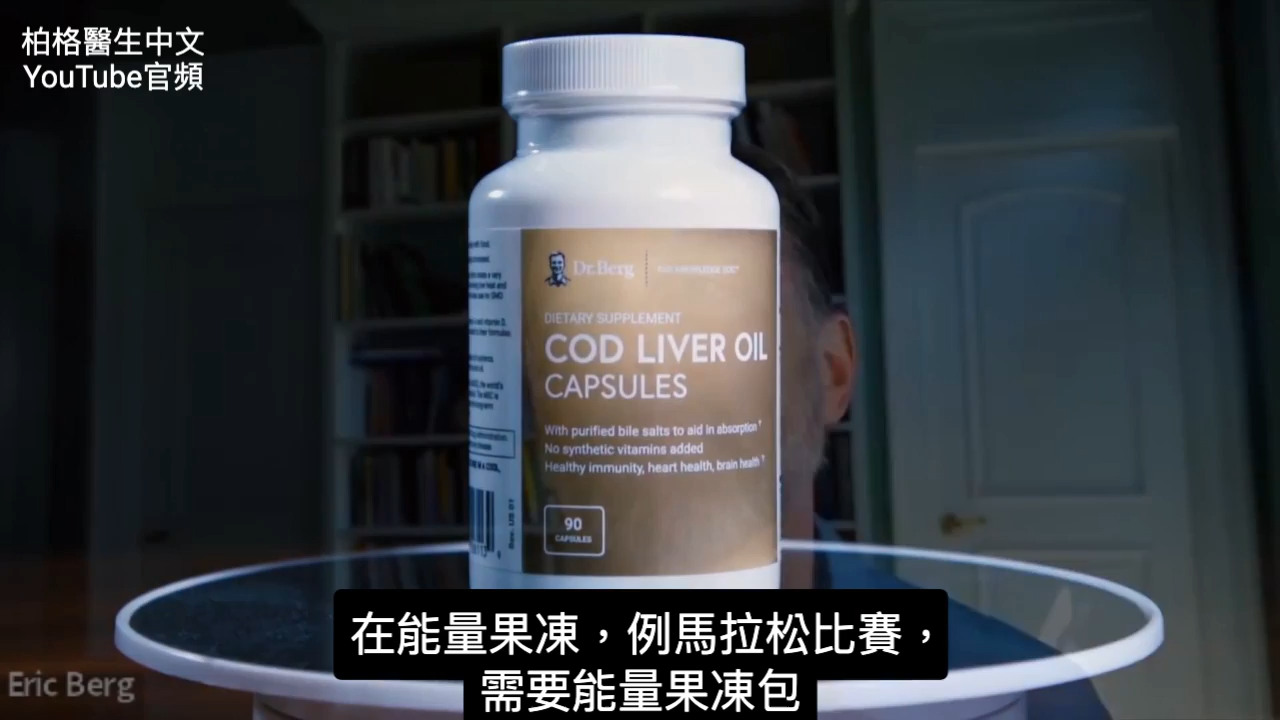 柏格醫生中文
YouTube官頻
Dr.Berg
DIETARY SUPPLEMENT
COD LIVER OIL
CAPSULES
With purified bile salts to aid in absorption†
No synthetic vitamins added
Healthy immunity, heart health, brain health†
90
CAPSULES
在能量果凍，例馬拉松比賽，
需要能量果凍包
Eric Berg